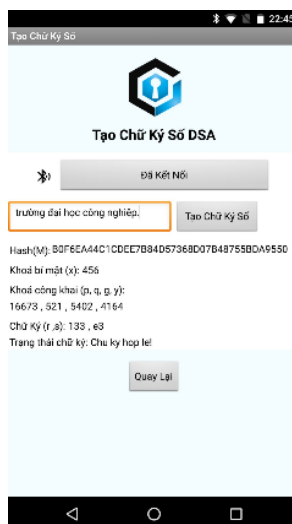 22:45
Tạo Chữ Ký Số
Tạo Chữ Ký Số DSA
Đã Kết Nối
trường đại học công nghiệp.
Tạo Chữ Ký Số
Hash(M): B0F6EA44C1CDEE7B84D57368D07B48755BDA9550
Khoá bí mật (x): 456
Khoá công khai (p, q, g, y):
16673 , 521 , 5402 , 4164
Chữ Ký (r ,s): 133 , e3
Trạng thái chữ ký: Chu ky hop le!
Quay Lại